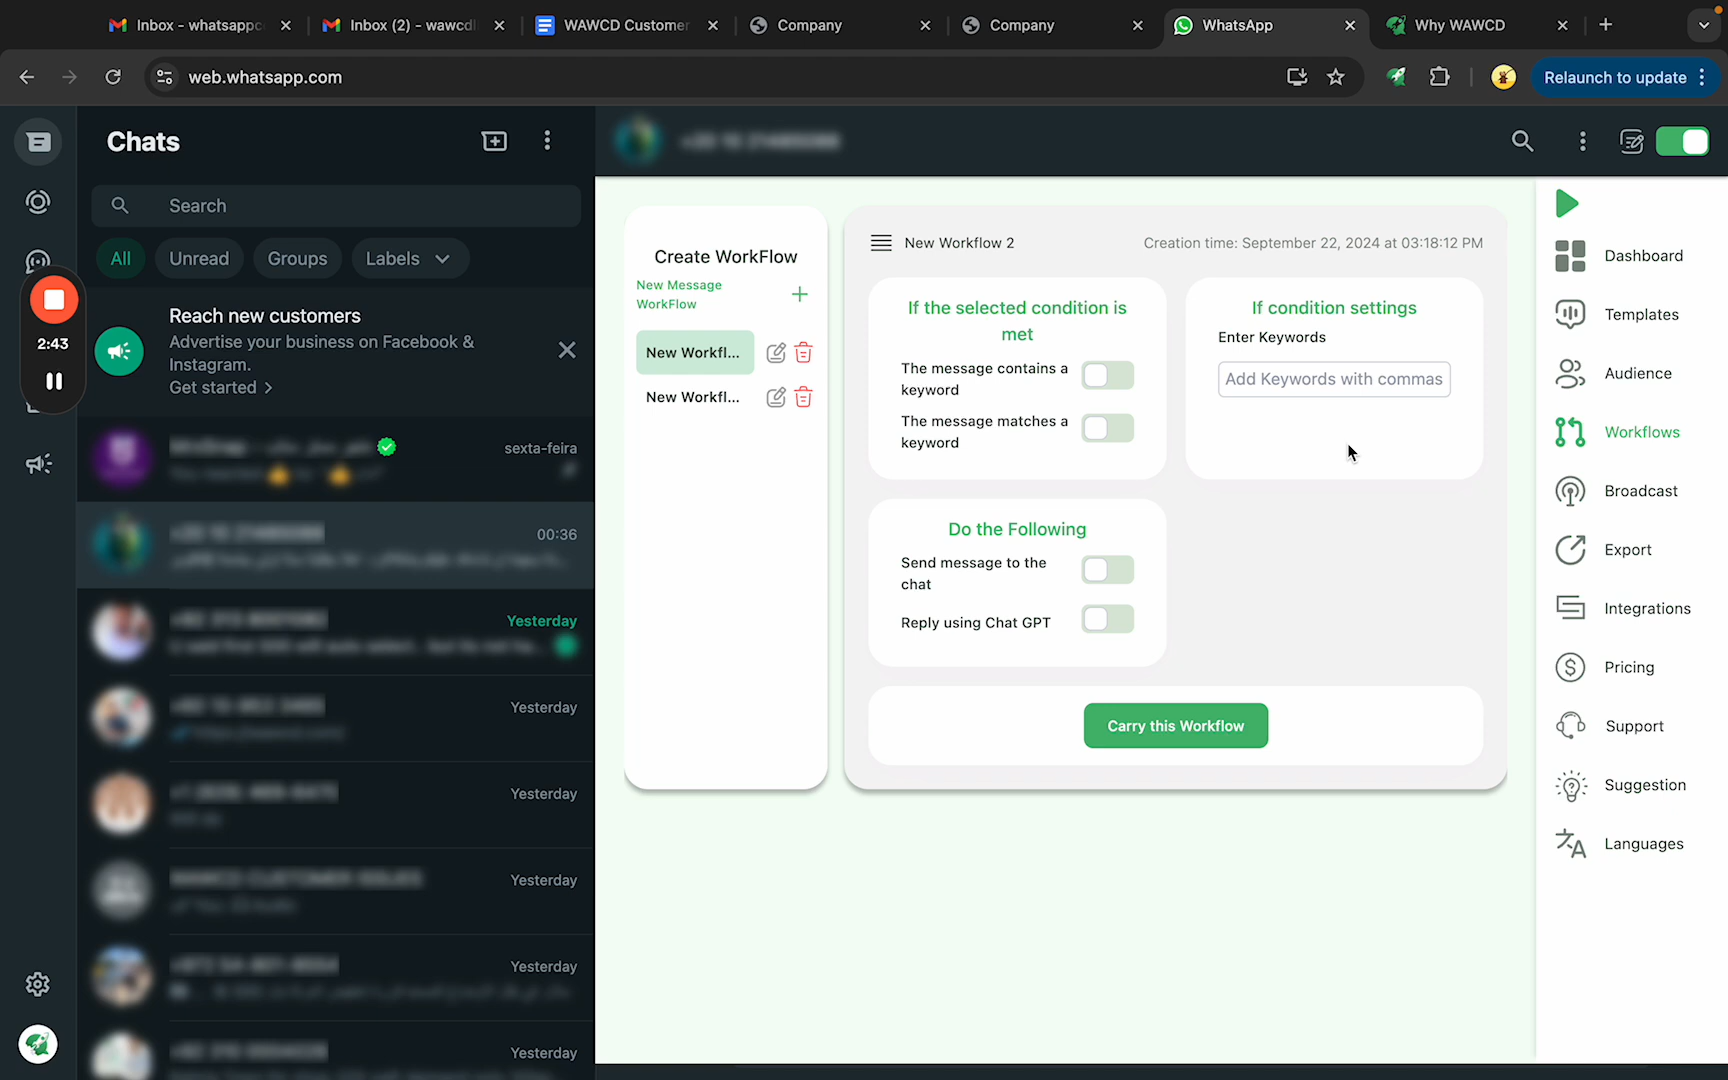 Inbox - whatsappc
Inbox (2) - wawcd
WAWCD Customer
Company
Company
WhatsApp
Why WAWCD
web.whatsapp.com
Relaunch to update
Chats
Search
All
Unread
Groups
Labels
2:43
Reach new customers
Advertise your business on Facebook &
Instagram.
Get started >
sexta-feira
00:36
Yesterday
Yesterday
Yesterday
Yesterday
Yesterday
Yesterday
Create WorkFlow
New Message
WorkFlow
New Workfl...
New Workfl...
New Workflow 2
Creation time: September 22, 2024 at 03:18:12 PM
If the selected condition is
met
The message contains a
keyword
The message matches a
keyword
If condition settings
Enter Keywords
Add Keywords with commas
Do the Following
Send message to the
chat
Reply using Chat GPT
Carry this Workflow
Dashboard
Templates
Audience
Workflows
Broadcast
Export
Integrations
Pricing
Support
Suggestion
Languages